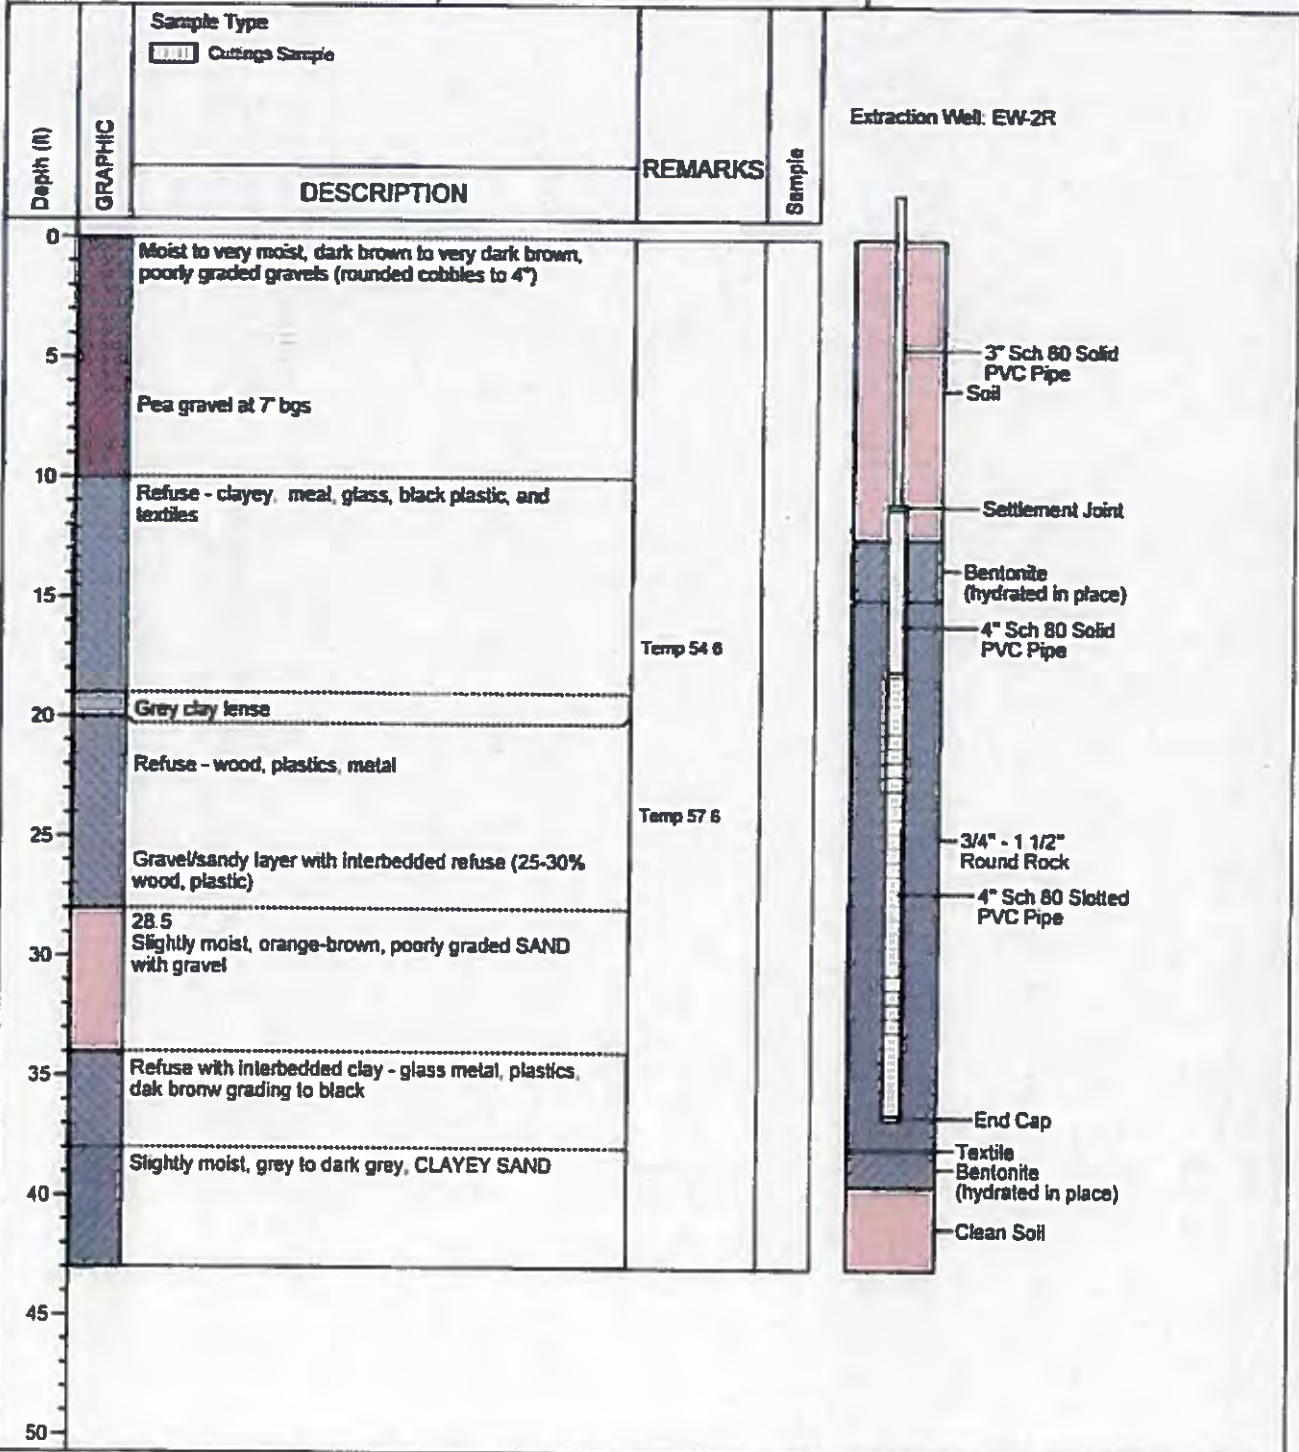 Sample Type
Cuttings Sample
Extraction Well: EW-2R
Depth (ft)
GRAPHIC
DESCRIPTION
REMARKS
Sample
0
Moist to very moist, dark brown to very dark brown,
poorly graded gravels (rounded cobbles to 4")
5
3" Sch 80 Solid
PVC Pipe
Soil
Pea gravel at 7' bgs
10
Refuse - clayey, meal, glass, black plastic, and
textiles
Settlement Joint
Bentonite
(hydrated in place)
15
4" Sch 80 Solid
PVC Pipe
Temp 54 6
Grey clay lense
20
Refuse - wood, plastics, metal
Temp 57 6
25
3/4" - 1 1/2"
Round Rock
Gravel/sandy layer with interbedded refuse (25-30%
wood, plastic)
4" Sch 80 Slotted
PVC Pipe
28.5
Slightly moist, orange-brown, poorly graded SAND
with gravel
30
35
Refuse with interbedded clay - glass metal, plastics,
dak bronw grading to black
End Cap
Textile
Slightly moist, grey to dark grey, CLAYEY SAND
Bentonite
(hydrated in place)
40
Clean Soil
45
50